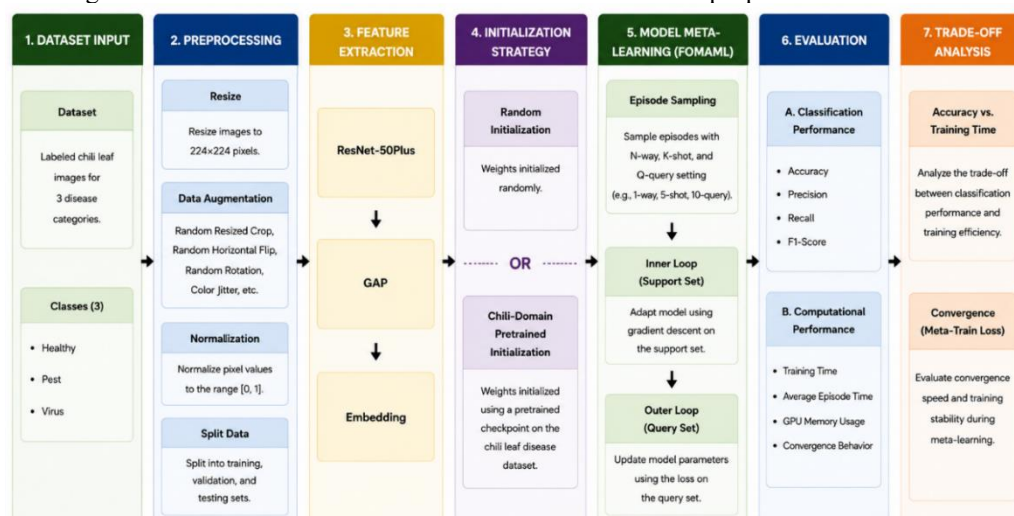 1. DATASET INPUT
Dataset
Labeled chili leaf
images for
3 disease
categories.
Classes (3)
• Healthy
• Pest
• Virus
2. PREPROCESSING
Resize
Resize images to
224×224 pixels.
Data Augmentation
Random Resized Crop,
Random Horizontal Flip,
Random Rotation,
Color Jitter, etc.
Normalization
Normalize pixel values
to the range [0, 1].
Split Data
Split into training,
validation, and
testing sets.
3. FEATURE
EXTRACTION
ResNet-50Plus
GAP
Embedding
4. INITIALIZATION
STRATEGY
Random
Initialization
Weights initialized
randomly.
OR
Chili-Domain
Pretrained
Initialization
Weights initialized
using a pretrained
checkpoint on the
chili leaf disease
dataset.
5. MODEL META-
LEARNING (FOMAML)
Episode Sampling
Sample episodes with
N-way, K-shot, and
Q-query setting
(e.g., 1-way, 5-shot, 10-query).
Inner Loop
(Support Set)
Adapt model using
gradient descent on
the support set.
Outer Loop
(Query Set)
Update model parameters
using the loss on
the query set.
6. EVALUATION
A. Classification
Performance
• Accuracy
• Precision
• Recall
• F1-Score
B. Computational
Performance
• Training Time
• Average Episode Time
• GPU Memory Usage
• Convergence Behavior
7. TRADE-OFF
ANALYSIS
Accuracy vs.
Training Time
Analyze the trade-off
between classification
performance and
training efficiency.
Convergence
(Meta-Train Loss)
Evaluate convergence
speed and training
stability during
meta-learning.